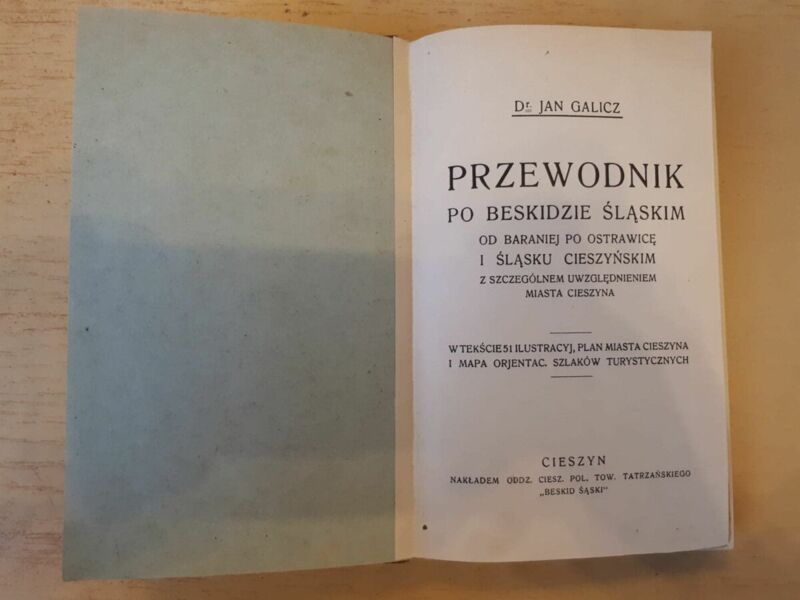 Dr. JAN GALICZ
PRZEWODNIK
PO BESKIDZIE ŚLĄSKIM
OD BARANIEJ PO OSTRAWICĘ
I ŚLĄSKU CIESZYŃSKIM
Z SZCZEGÓLNEM UWZGLĘDNIENIEM
MIASTA CIESZYNA
W TEKŚCIE 51 ILUSTRACYJ, PLAN MIASTA CIESZYNA
I MAPA ORJENTAC. SZLAKÓW TURYSTYCZNYCH
CIESZYN
NAKŁADEM ODDZ. CIESZ. POL. TOW. TATRZAŃSKIEGO
„BESKID ŚĄSKI"